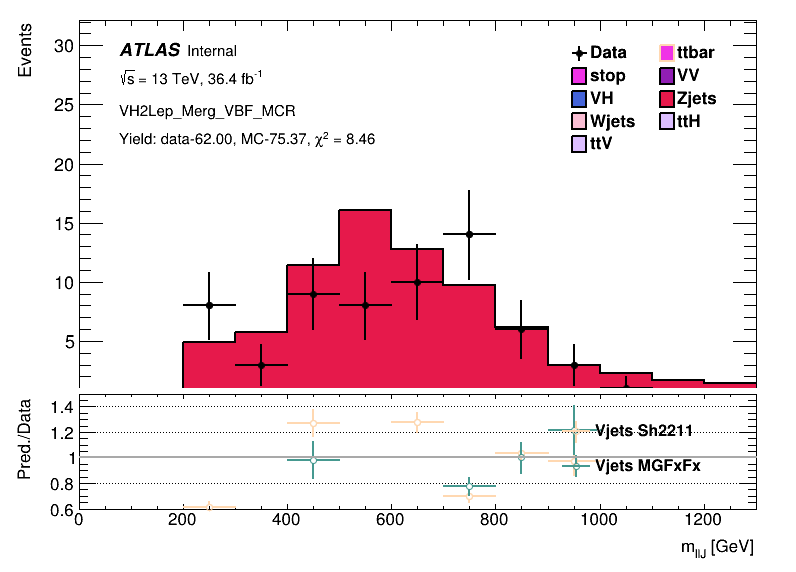 Events
ATLAS Internal
√s = 13 TeV, 36.4 fb⁻¹
VH2Lep_Merg_VBF_MCR
Yield: data-62.00, MC-75.37, χ² = 8.46
Data ttbar
stop VV
VH Zjets
Wjets ttH
ttV
30
25
20
15
10
5
Pred./Data
1.4
1.2
1
0.8
0.6
Vjets Sh2211
Vjets MGFxFx
0 200 400 600 800 1000 1200
m_llJ [GeV]